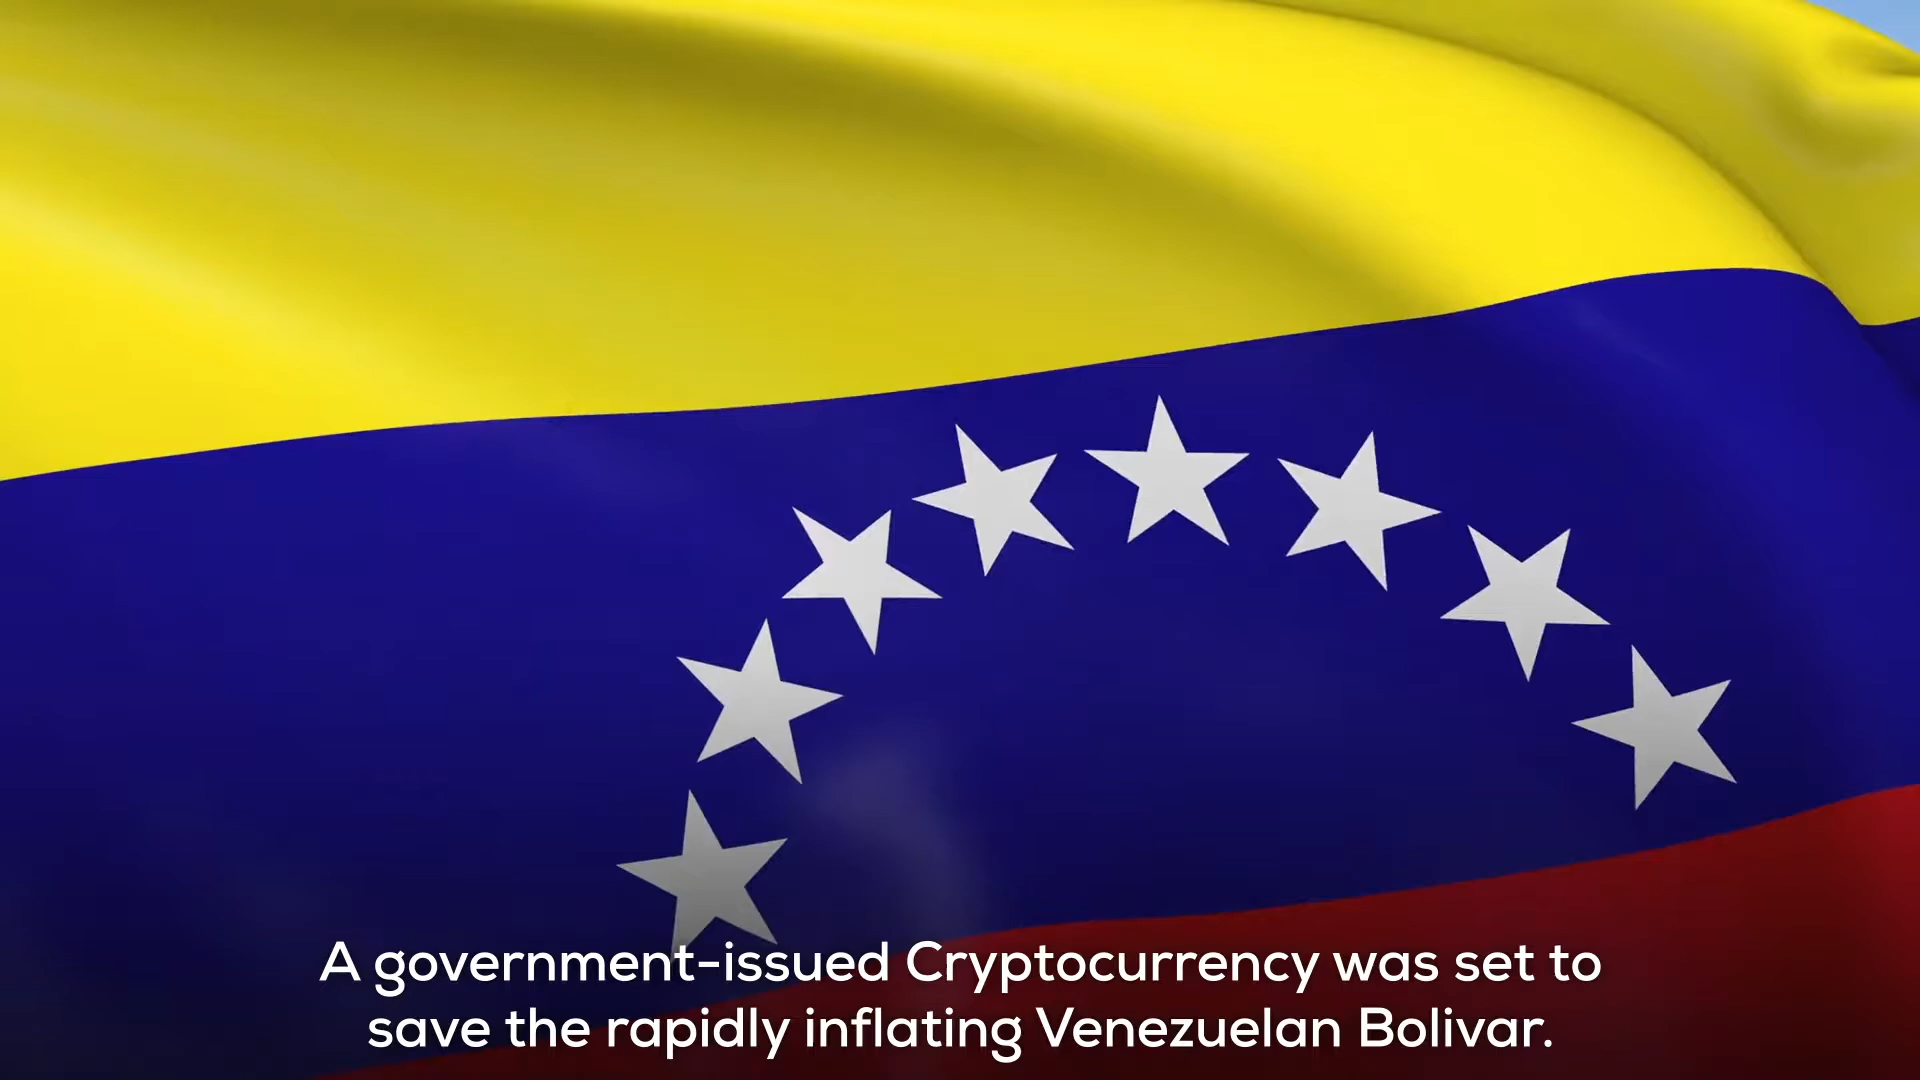 A government-issued Cryptocurrency was set to
save the rapidly inflating Venezuelan Bolivar.